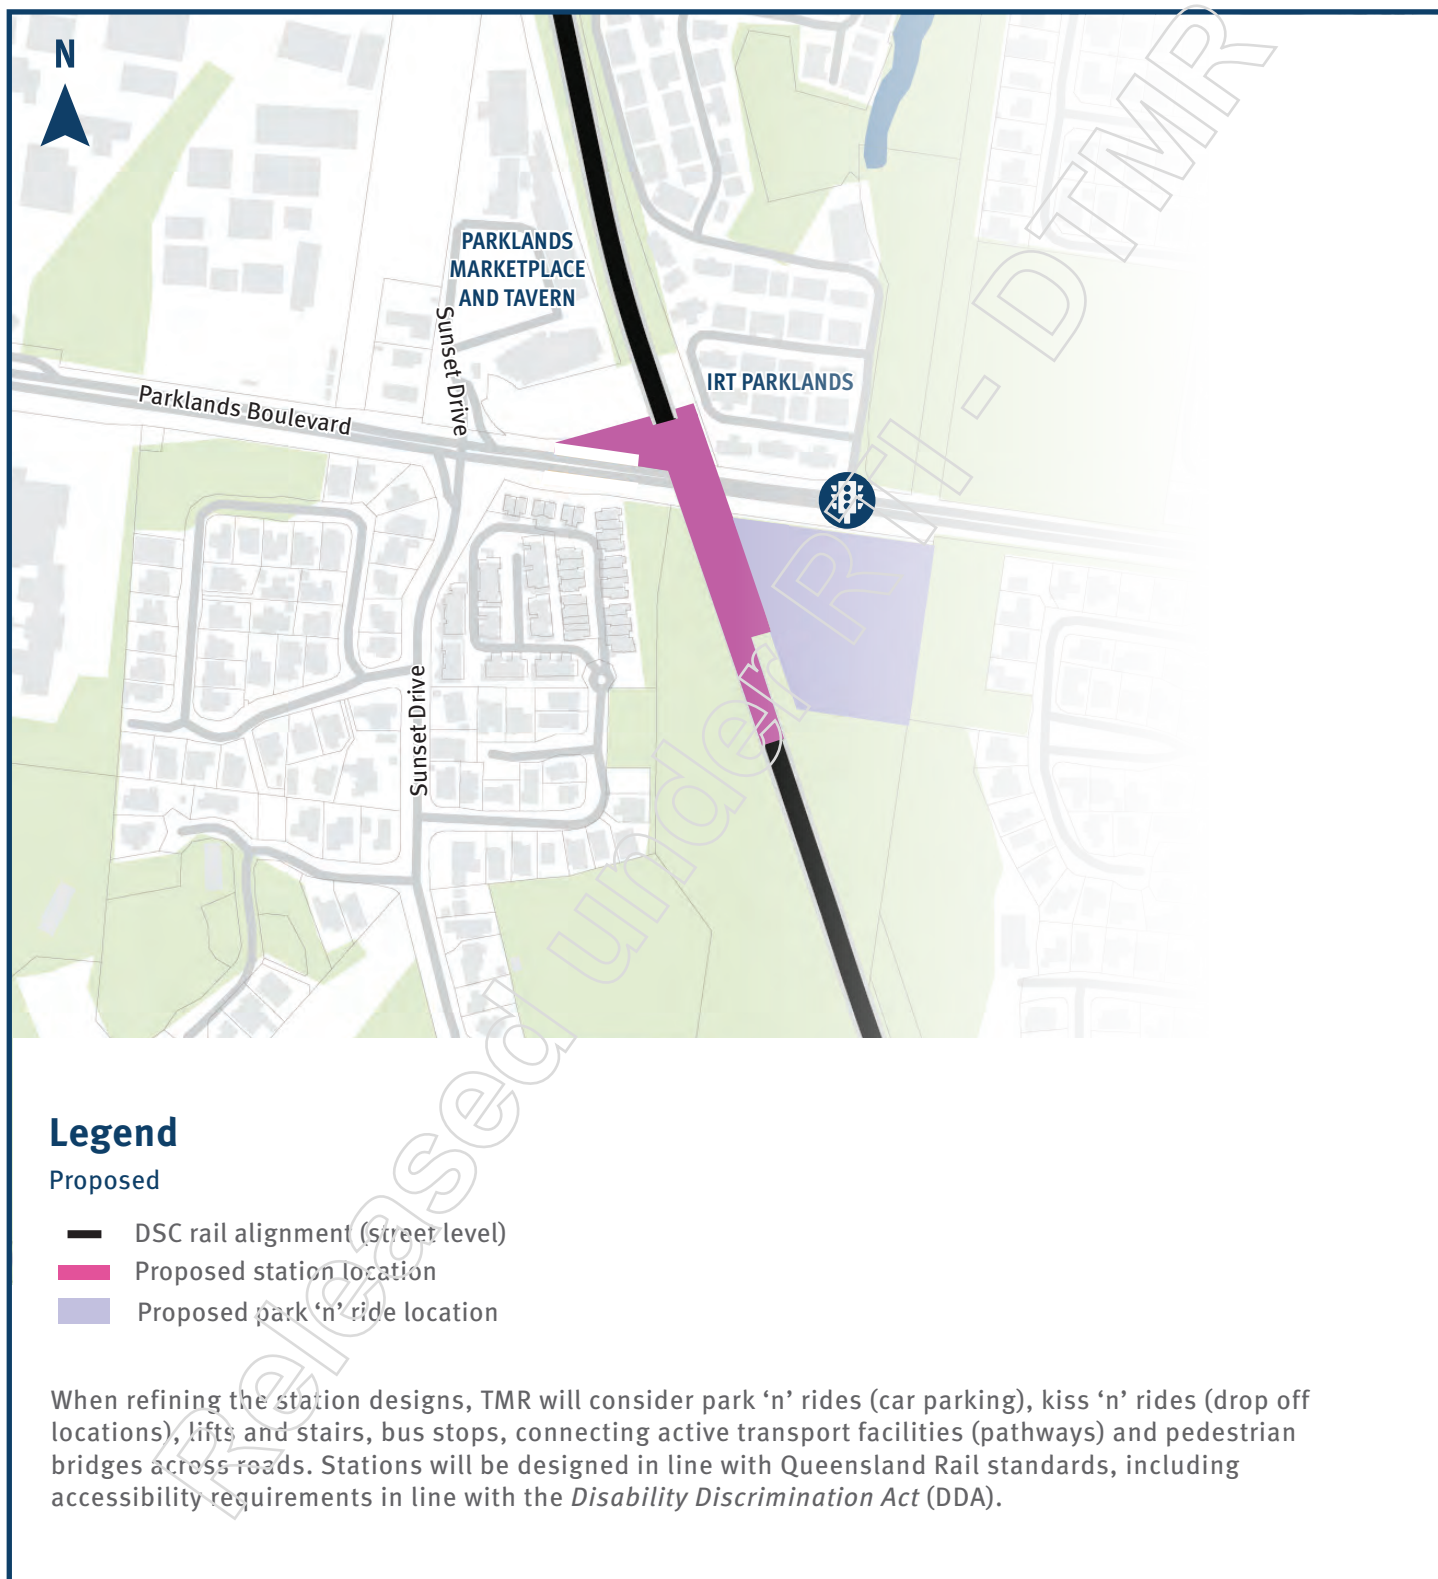 N
PARKLANDS
MARKETPLACE
AND TAVERN
Sunset Drive
IRT PARKLANDS
Parklands Boulevard
Sunset Drive
Released under RTI - DTMR
Legend
Proposed
DSC rail alignment (street level)
Proposed station location
Proposed park ‘n’ ride location
When refining the station designs, TMR will consider park ‘n’ rides (car parking), kiss ‘n’ rides (drop off
locations), lifts and stairs, bus stops, connecting active transport facilities (pathways) and pedestrian
bridges across roads. Stations will be designed in line with Queensland Rail standards, including
accessibility requirements in line with the Disability Discrimination Act (DDA).